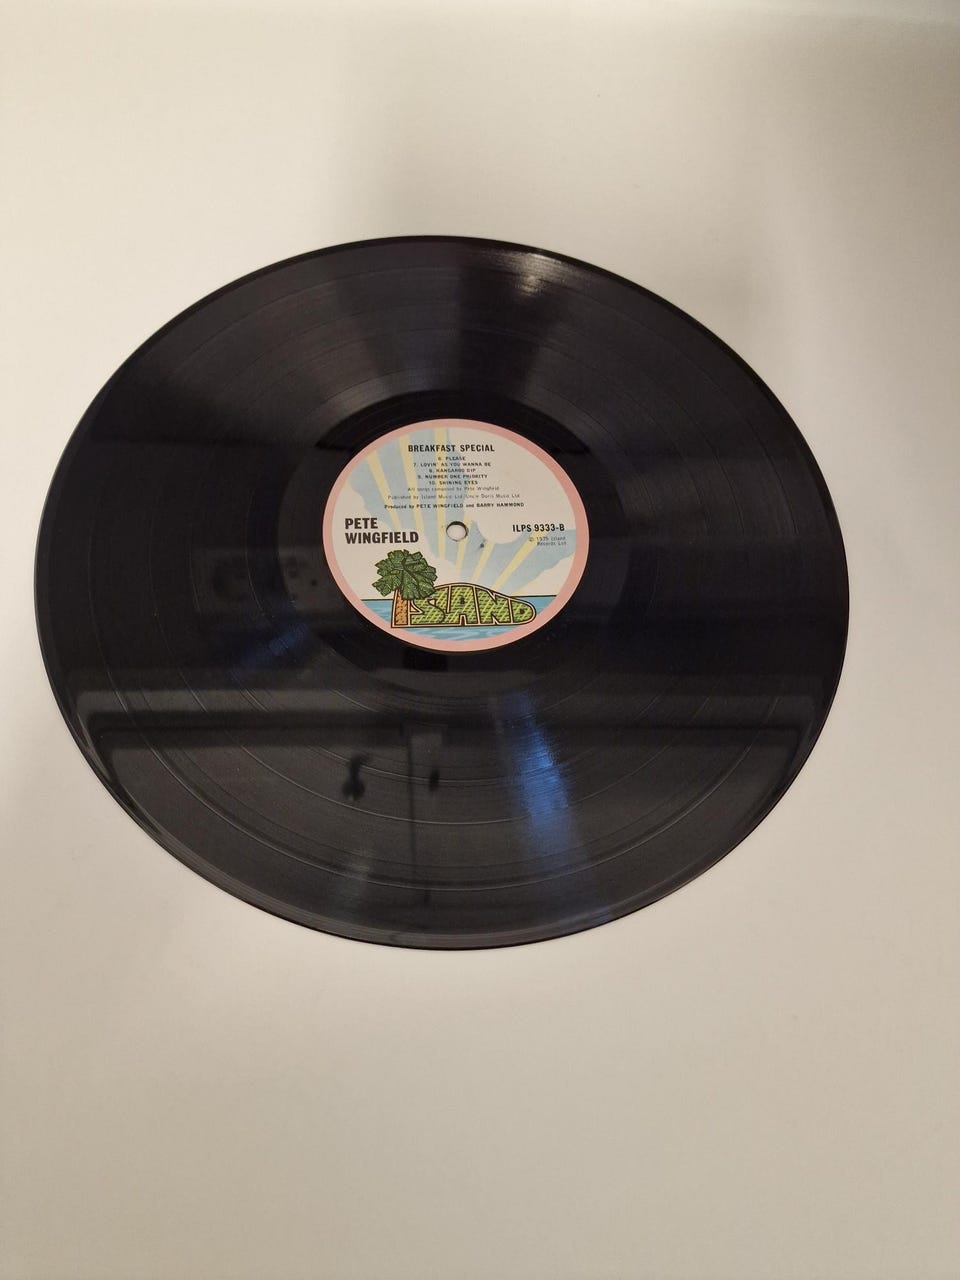 BREAKFAST SPECIAL
6. PLEASE
7. LOVIN' AS YOU WANNA BE
8. KANGAROO DIP
9. NUMBER ONE PRIORITY
10. SHINING EYES
All songs composed by Pete Wingfield
Published by Island Music Ltd/Uncle Doris Music Ltd
Produced by PETE WINGFIELD and BARRY HAMMOND
PETE
WINGFIELD
ILPS 9333-B
℗ 1975 Island
Records Ltd
ISLAND